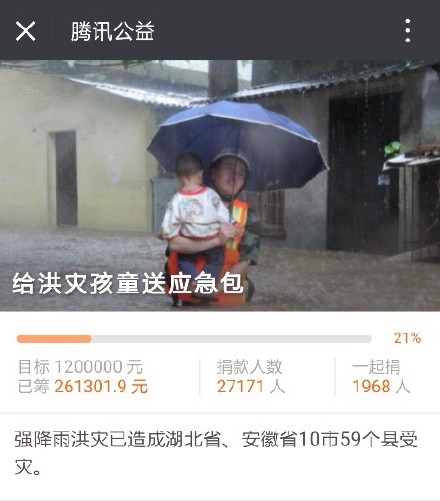 腾讯公益
给洪灾孩童送应急包
21%
目标 1200000 元
已筹 261301.9 元
捐款人数
27171 人
一起捐
1968 人
强降雨洪灾已造成湖北省、安徽省10市59个县受
灾。